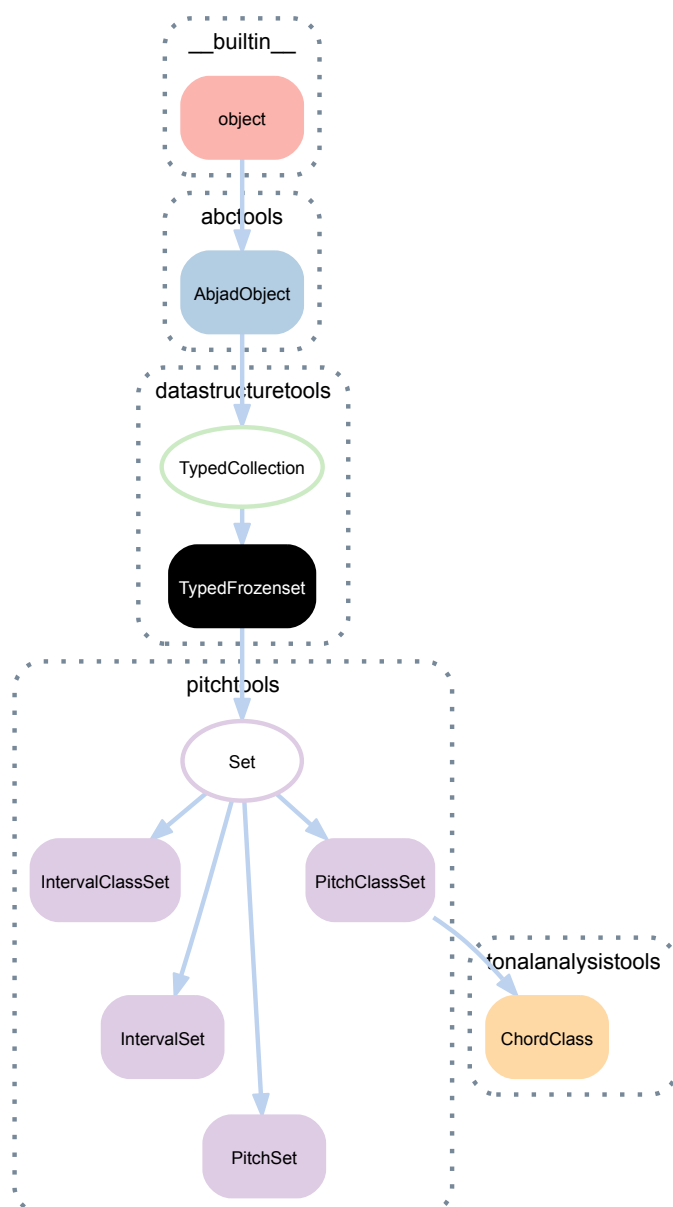 __builtin__
object
abctools
AbjadObject
datastructuretools
TypedCollection
TypedFrozenset
pitchtools
Set
IntervalClassSet
PitchClassSet
tonalanalysistools
IntervalSet
ChordClass
PitchSet